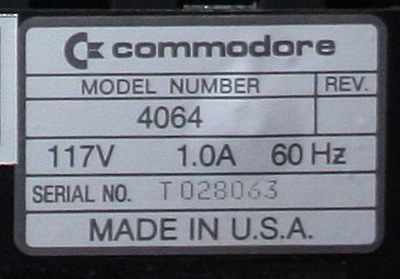 commodore
MODEL NUMBER REV.
4064
117V 1.0A 60 Hz
SERIAL NO. T028063
MADE IN U.S.A.